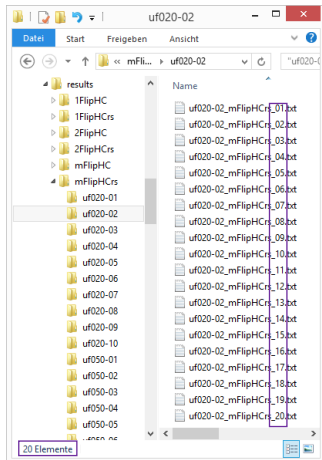 uf020-02
Datei Start Freigeben Ansicht
« mFli... ▸ uf020-02 "uf020-0
results
1FlipHC
1FlipHCrs
2FlipHC
2FlipHCrs
mFlipHC
mFlipHCrs
uf020-01
uf020-02
uf020-03
uf020-04
uf020-05
uf020-06
uf020-07
uf020-08
uf020-09
uf020-10
uf050-01
uf050-02
uf050-03
uf050-04
uf050-05
uf050-06
Name
uf020-02_mFlipHCrs_01.txt
uf020-02_mFlipHCrs_02.txt
uf020-02_mFlipHCrs_03.txt
uf020-02_mFlipHCrs_04.txt
uf020-02_mFlipHCrs_05.txt
uf020-02_mFlipHCrs_06.txt
uf020-02_mFlipHCrs_07.txt
uf020-02_mFlipHCrs_08.txt
uf020-02_mFlipHCrs_09.txt
uf020-02_mFlipHCrs_10.txt
uf020-02_mFlipHCrs_11.txt
uf020-02_mFlipHCrs_12.txt
uf020-02_mFlipHCrs_13.txt
uf020-02_mFlipHCrs_14.txt
uf020-02_mFlipHCrs_15.txt
uf020-02_mFlipHCrs_16.txt
uf020-02_mFlipHCrs_17.txt
uf020-02_mFlipHCrs_18.txt
uf020-02_mFlipHCrs_19.txt
uf020-02_mFlipHCrs_20.txt
20 Elemente